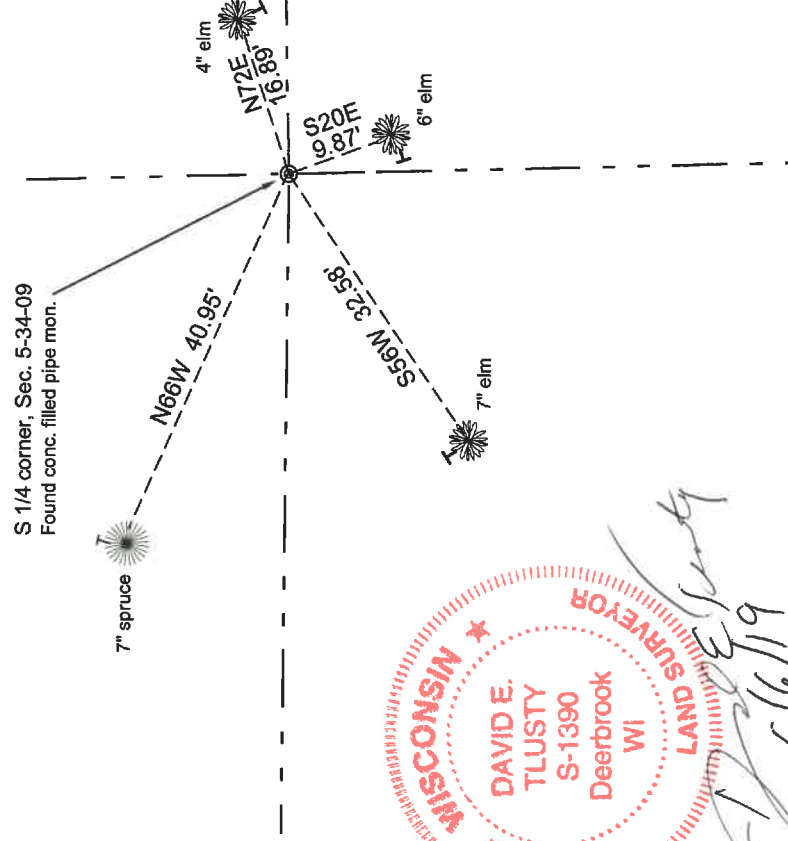 S 1/4 corner, Sec. 5-34-09
Found conc. filled pipe mon.
4" elm
N72E
16.89'
S20E
9.87'
6" elm
N66W 40.95'
7" spruce
S56W 32.58'
7" elm
WISCONSIN
DAVID E.
TLUSTY
S-1390
Deerbrook
WI
LAND SURVEYOR